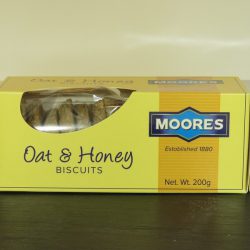 MOORES
Established 1880
Oat & Honey
BISCUITS
Net. Wt. 200g